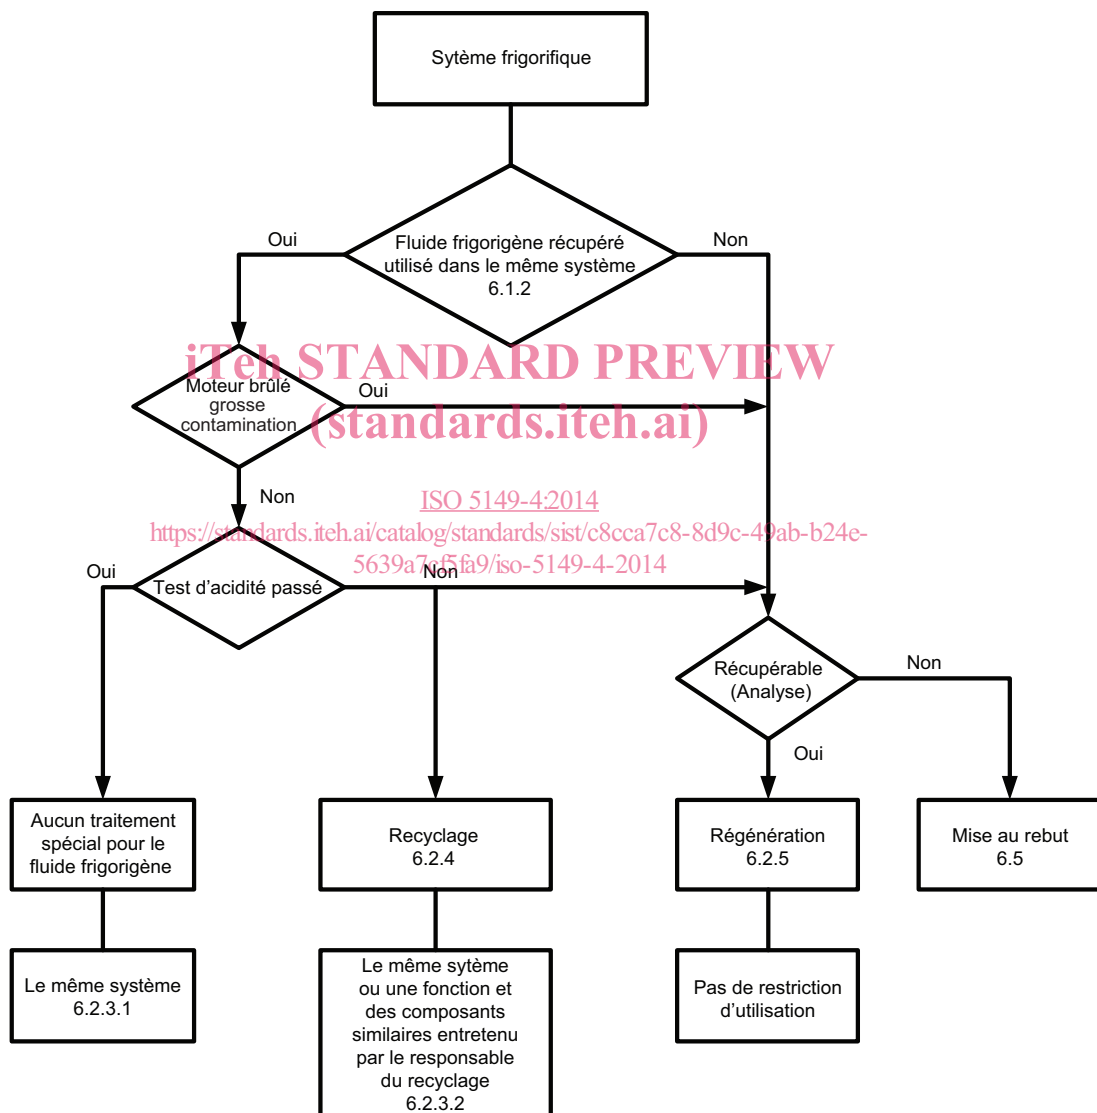 Sytème frigorifique
Oui
Fluide frigorigène récupéré
utilisé dans le même système
6.1.2
Non
iTeh STANDARD PREVIEW
(standards.iteh.ai)
Moteur brûlé
grosse
contamination
Oui
Non
ISO 5149-4:2014
https://standards.iteh.ai/catalog/standards/sist/c8cca7c8-8d9c-49ab-b24e-
5639a7cf5fa9/iso-5149-4-2014
Oui
Test d'acidité passé
Non
Récupérable
(Analyse)
Non
Oui
Aucun traitement
spécial pour le
fluide frigorigène
Recyclage
6.2.4
Régénération
6.2.5
Mise au rebut
6.5
Le même système
6.2.3.1
Le même sytème
ou une fonction et
des composants
similaires entretenu
par le responsable
du recyclage
6.2.3.2
Pas de restriction
d'utilisation